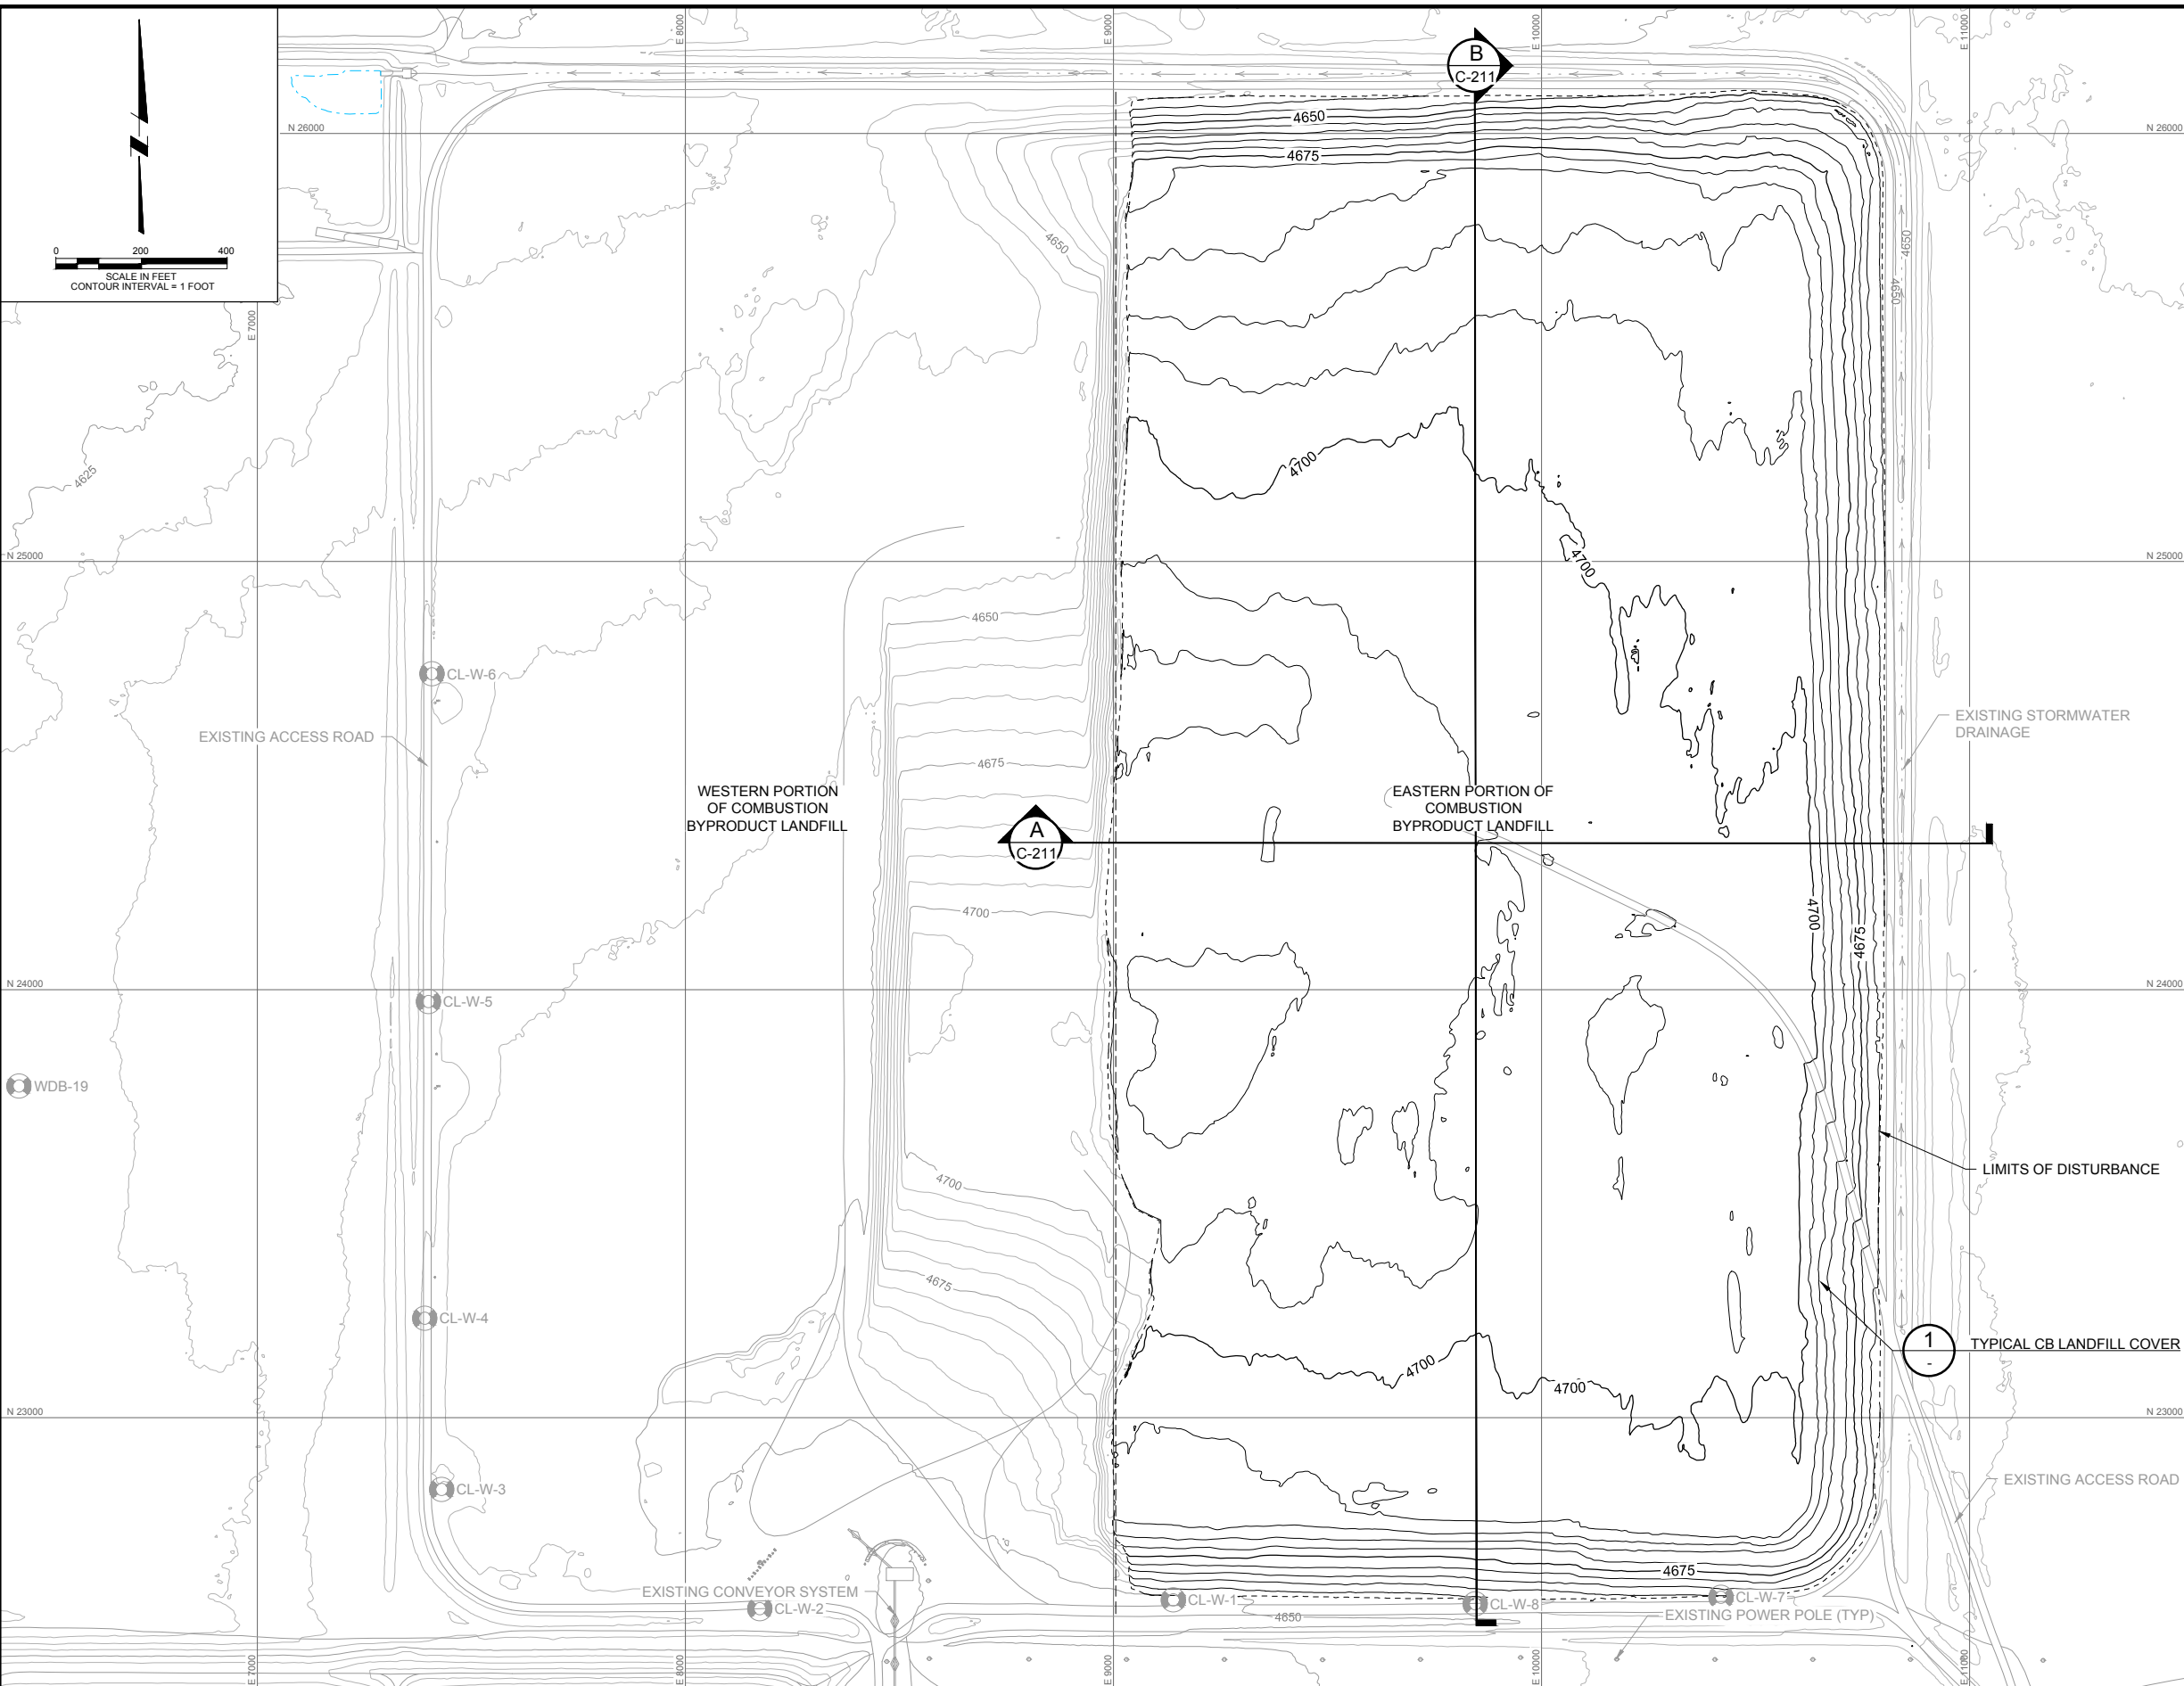 E 8000
E 9000
E 10000
E 11000
B
C-211
N 26000
N 26000
4650
4675
0 200 400
SCALE IN FEET
CONTOUR INTERVAL = 1 FOOT
4650
4650
4650
E 7000
4625
4700
N 25000
N 25000
4700
4650
CL-W-6
EXISTING ACCESS ROAD
EXISTING STORMWATER
DRAINAGE
4675
WESTERN PORTION
OF COMBUSTION
BYPRODUCT LANDFILL
EASTERN PORTION OF
COMBUSTION
BYPRODUCT LANDFILL
A
C-211
4700
4700
4675
N 24000
N 24000
CL-W-5
WDB-19
LIMITS OF DISTURBANCE
4700
4675
CL-W-4
1
-
TYPICAL CB LANDFILL COVER
4700
4700
N 23000
N 23000
CL-W-3
EXISTING ACCESS ROAD
4675
EXISTING CONVEYOR SYSTEM
CL-W-2
CL-W-1
CL-W-8
CL-W-7
4650
EXISTING POWER POLE (TYP)
E 7000
E 8000
E 9000
E 10000
E 11000